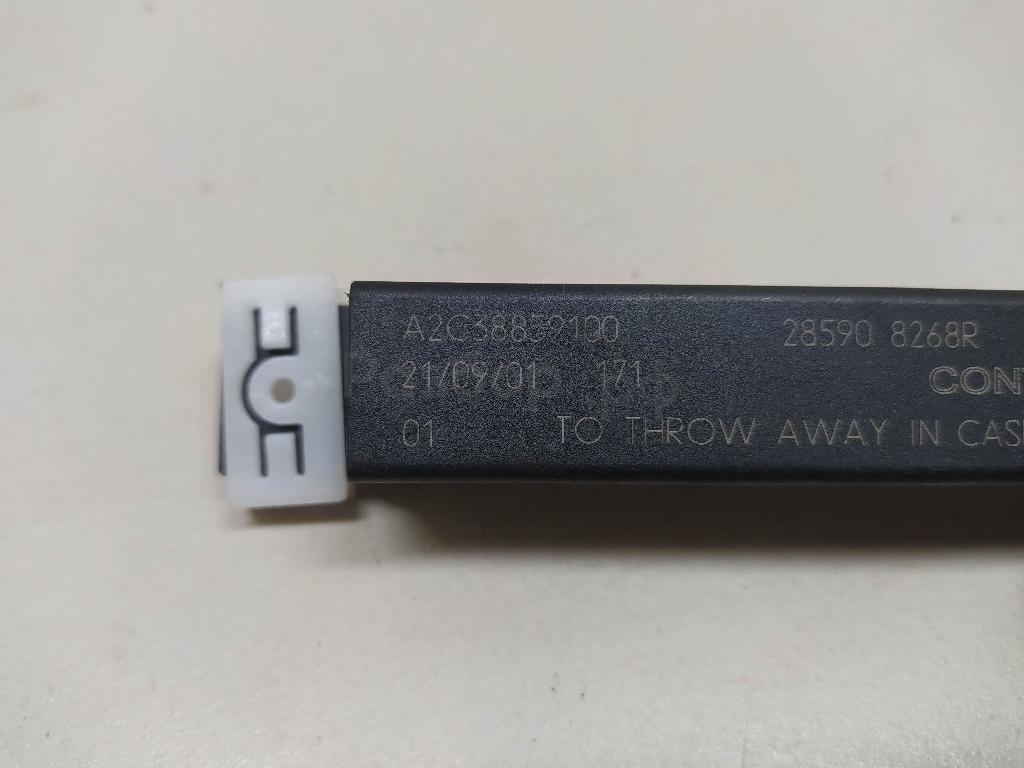 A2C38859100 28590 8268R
21/09/01 171 CONT
01 TO THROW AWAY IN CAS